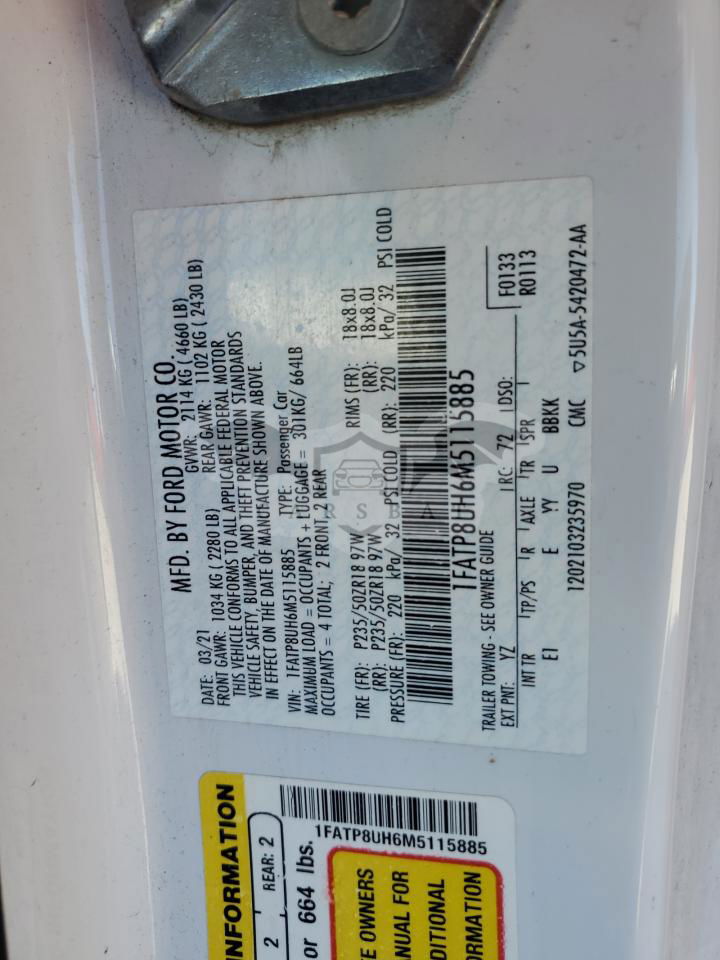 MFD. BY FORD MOTOR CO.
DATE: 03/21 GVWR: 2114 KG ( 4660 LB)
FRONT GAWR: 1034 KG ( 2280 LB) REAR GAWR: 1102 KG ( 2430 LB)
THIS VEHICLE CONFORMS TO ALL APPLICABLE FEDERAL MOTOR
VEHICLE SAFETY, BUMPER, AND THEFT PREVENTION STANDARDS
IN EFFECT ON THE DATE OF MANUFACTURE SHOWN ABOVE.
VIN: 1FATP8UH6M5115885 TYPE: Passenger Car
MAXIMUM LOAD = OCCUPANTS + LUGGAGE = 301KG/ 664LB
OCCUPANTS = 4 TOTAL; 2 FRONT, 2 REAR
TIRE (FR): P235/50ZR18 97W RIMS (FR): 18x8.0J
(RR): P235/50ZR18 97W (RR): 18x8.0J
PRESSURE (FR): 220 kPa/ 32 PSI COLD (RR): 220 kPa/ 32 PSI COLD
1FATP8UH6M5115885
TRAILER TOWING - SEE OWNER GUIDE
EXT PNT: YZ RC: 72 DSO: F0133
R0113
INT TR TP/PS R AXLE TR SPR
E1 E YY U BBKK
1202103235970 CMC ▽5U5A-5420472-AA
INFORMATION
2 REAR: 2
or 664 lbs.
1FATP8UH6M5115885
E OWNERS
ANUAL FOR
DITIONAL
ORMATION